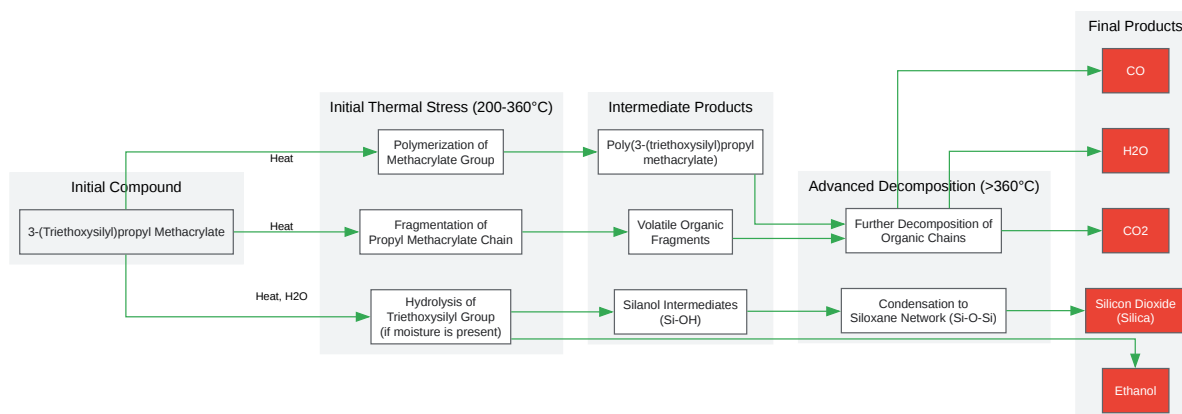 Final Products
CO
Initial Thermal Stress (200-360°C)
Intermediate Products
Polymerization of
Methacrylate Group
Poly(3-(triethoxysilyl)propyl
methacrylate)
H2O
Heat
Initial Compound
Advanced Decomposition (>360°C)
3-(Triethoxysilyl)propyl Methacrylate
Heat
Fragmentation of
Propyl Methacrylate Chain
Volatile Organic
Fragments
Further Decomposition of
Organic Chains
CO2
Heat, H2O
Hydrolysis of
Triethoxysilyl Group
(if moisture is present)
Silanol Intermediates
(Si-OH)
Condensation to
Siloxane Network (Si-O-Si)
Silicon Dioxide
(Silica)
Ethanol